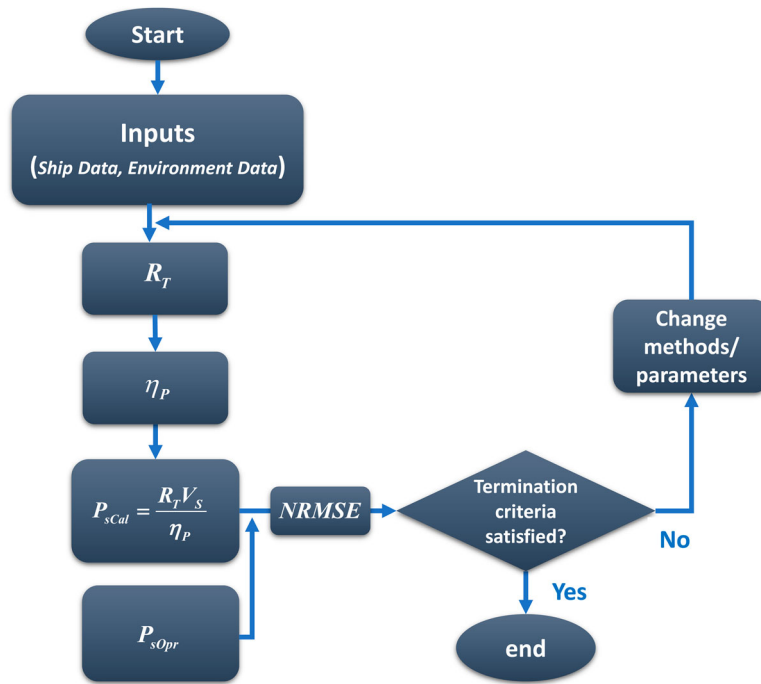 Start
Inputs
(Ship Data, Environment Data)
R_T
η_P
P_sCal = R_T V_S / η_P
P_sOpr
NRMSE
Termination
criteria
satisfied?
No
Change
methods/
parameters
Yes
end